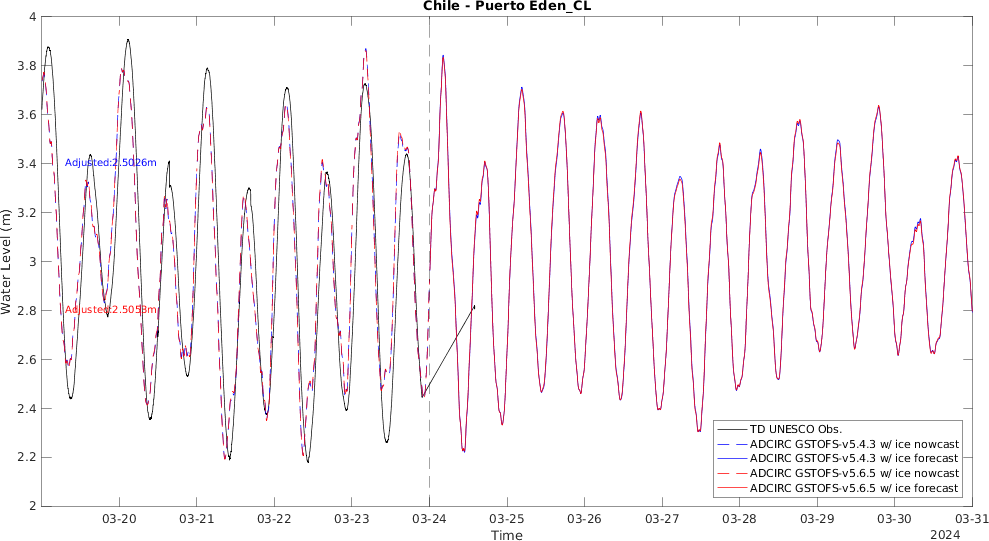 Chile - Puerto Eden_CL
4
3.8
3.6
3.4
3.2
3
2.8
2.6
2.4
2.2
2
Water Level (m)
Adjusted:2.5026m
Adjusted:2.5053m
TD UNESCO Obs.
ADCIRC GSTOFS-v5.4.3 w/ ice nowcast
ADCIRC GSTOFS-v5.4.3 w/ ice forecast
ADCIRC GSTOFS-v5.6.5 w/ ice nowcast
ADCIRC GSTOFS-v5.6.5 w/ ice forecast
03-20 03-21 03-22 03-23 03-24 03-25 03-26 03-27 03-28 03-29 03-30 03-31
Time
2024